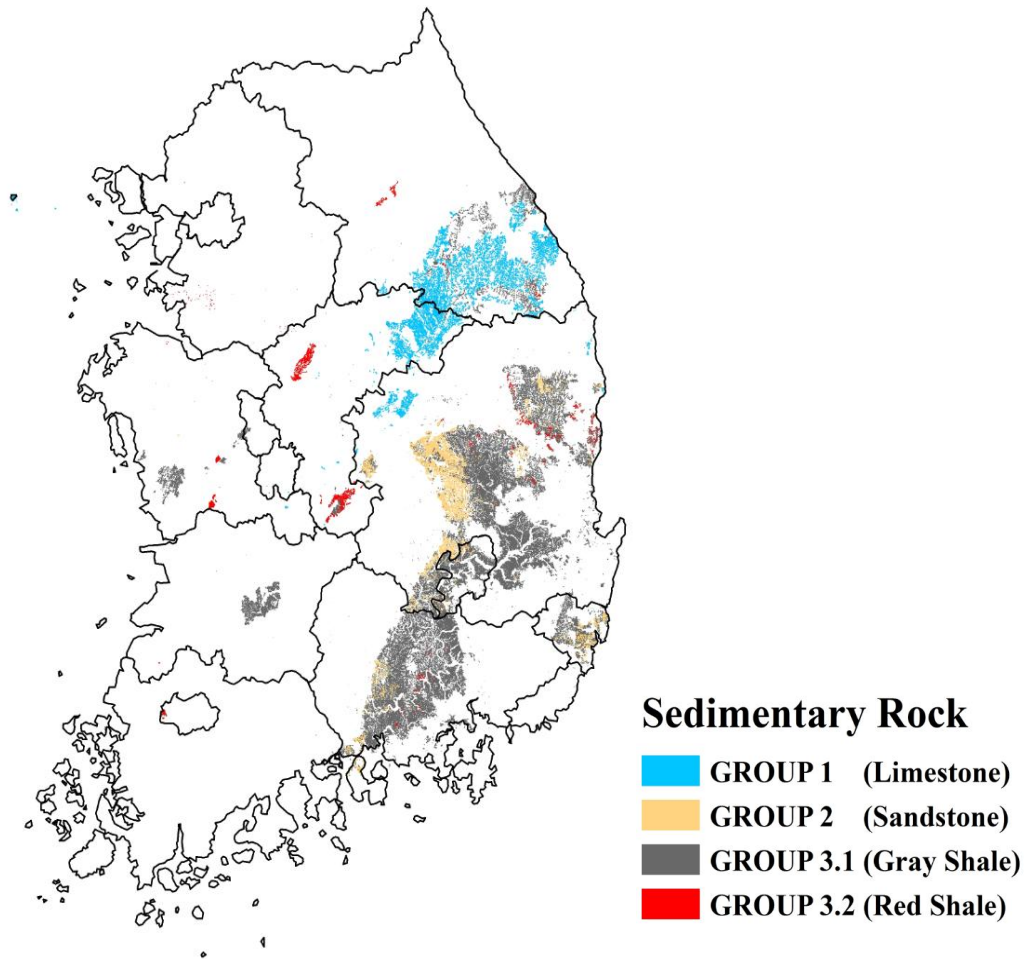 Sedimentary Rock
GROUP 1 (Limestone)
GROUP 2 (Sandstone)
GROUP 3.1 (Gray Shale)
GROUP 3.2 (Red Shale)